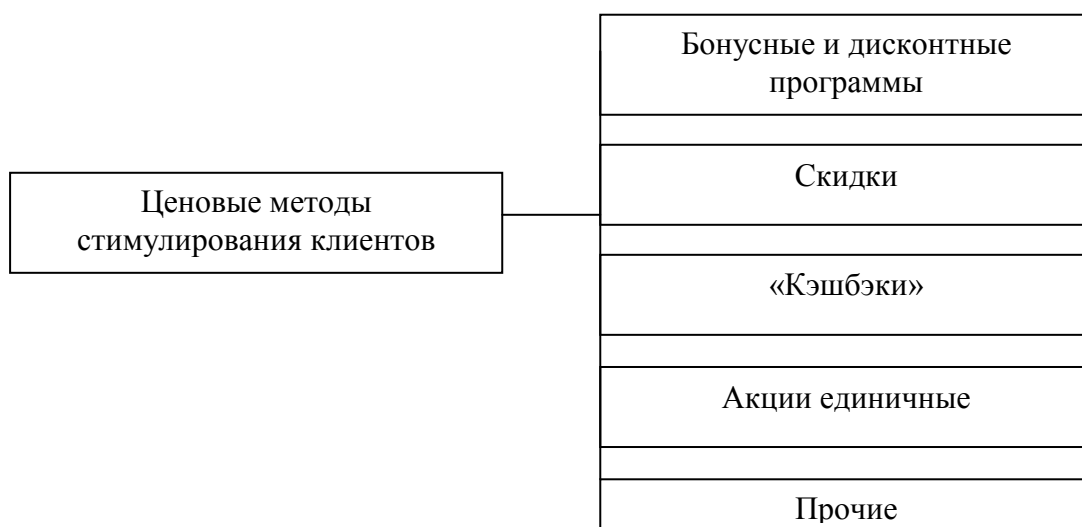 Бонусные и дисконтные
программы
Скидки
Ценовые методы
стимулирования клиентов
«Кэшбэки»
Акции единичные
Прочие